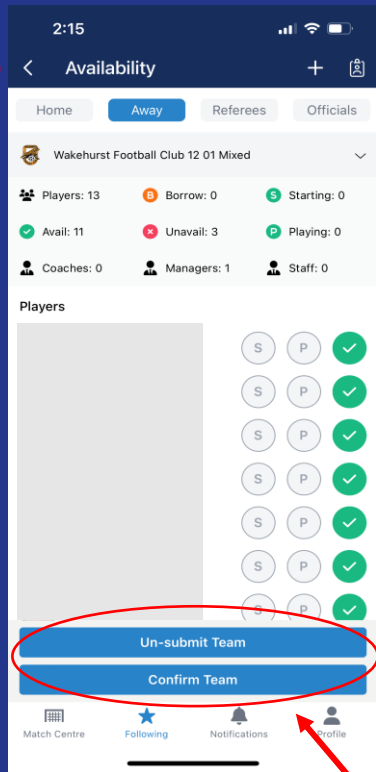 2:15
Availability
Home Away Referees Officials
Wakehurst Football Club 12 01 Mixed
Players: 13 B Borrow: 0 S Starting: 0
Avail: 11 Unavail: 3 P Playing: 0
Coaches: 0 Managers: 1 Staff: 0
Players
S P
S P
S P
S P
S P
S P
S P
Un-submit Team
Confirm Team
Match Centre Following Notifications Profile